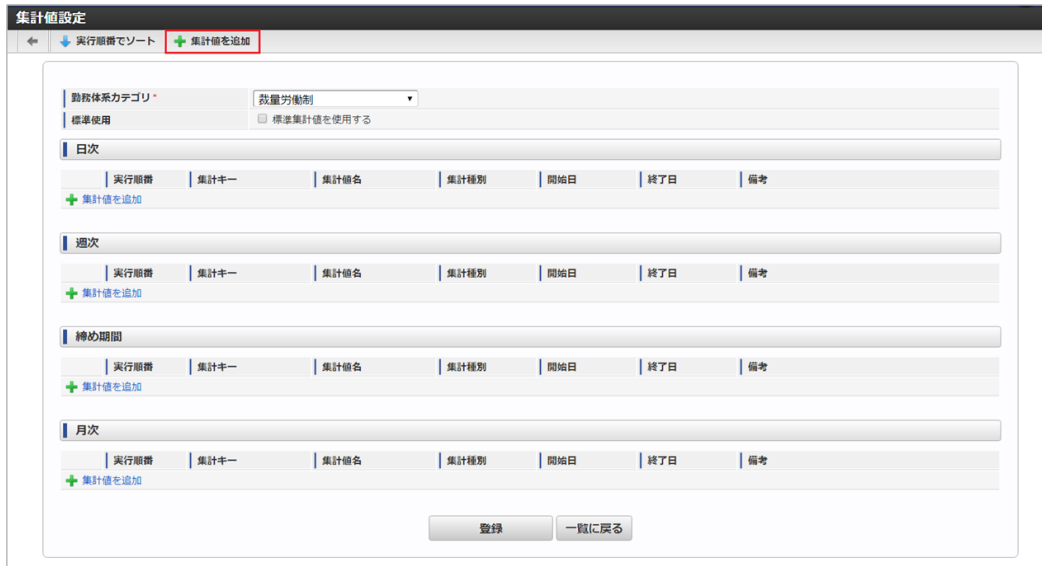 集計値設定
実行順番でソート 集計値を追加
勤務体系カテゴリ* 裁量労働制
標準使用 標準集計値を使用する
日次
実行順番 集計キー 集計値名 集計種別 開始日 終了日 備考
集計値を追加
週次
実行順番 集計キー 集計値名 集計種別 開始日 終了日 備考
集計値を追加
締め期間
実行順番 集計キー 集計値名 集計種別 開始日 終了日 備考
集計値を追加
月次
実行順番 集計キー 集計値名 集計種別 開始日 終了日 備考
集計値を追加
登録 一覧に戻る